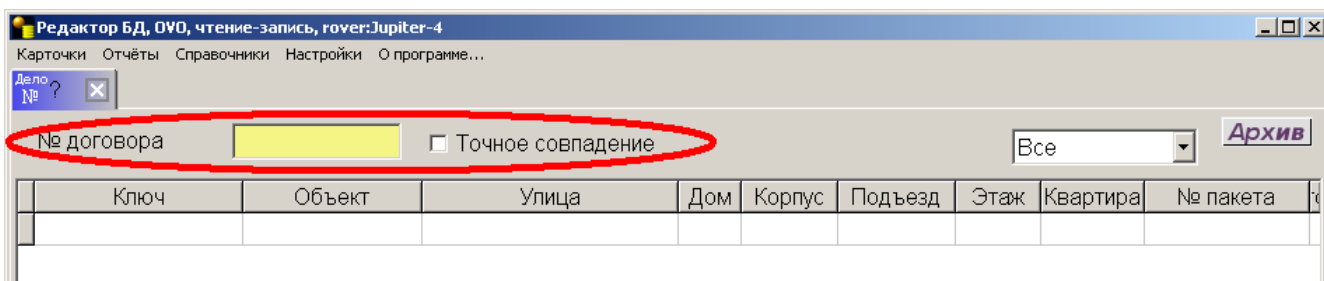 Редактор БД, OVO, чтение-запись, rover:Jupiter-4
Карточки Отчёты Справочники Настройки О программе...
Дело № ?
№ договора Точное совпадение Все Архив
Ключ Объект Улица Дом Корпус Подъезд Этаж Квартира № пакета